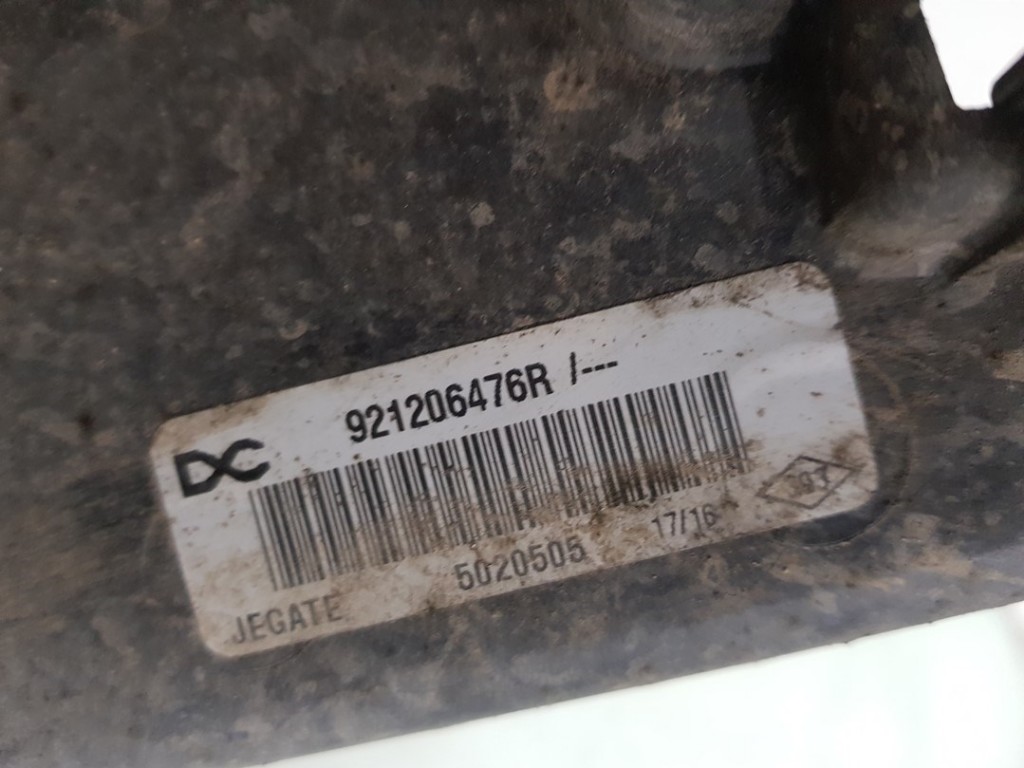 921206476R /---
DC
5020505 17/16
JEGATE